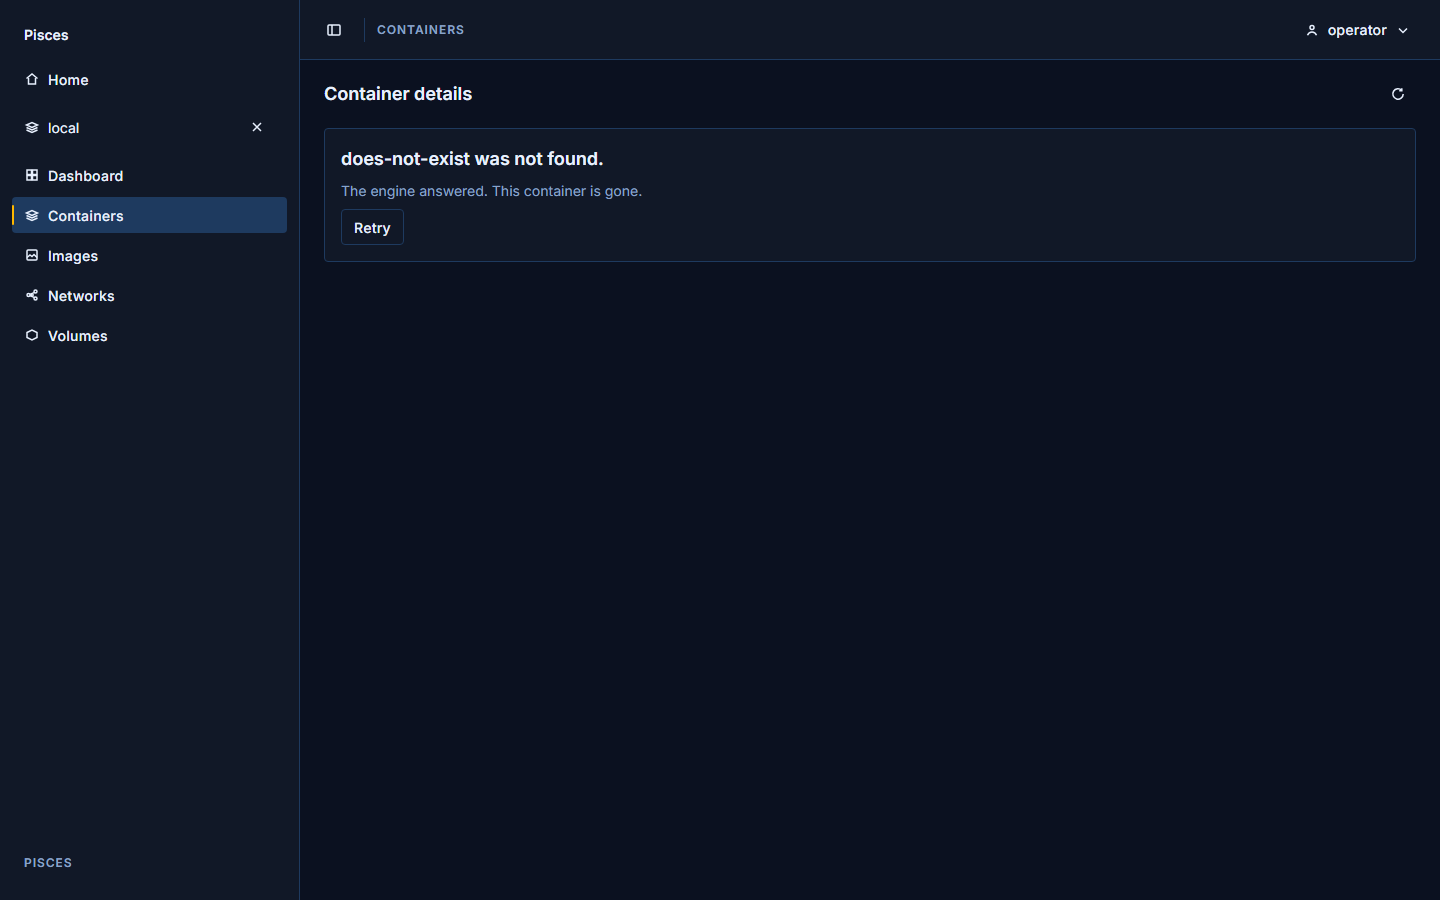 Pisces
Home
local
Dashboard
Containers
Images
Networks
Volumes
PISCES
CONTAINERS
operator
Container details
does-not-exist was not found.
The engine answered. This container is gone.
Retry